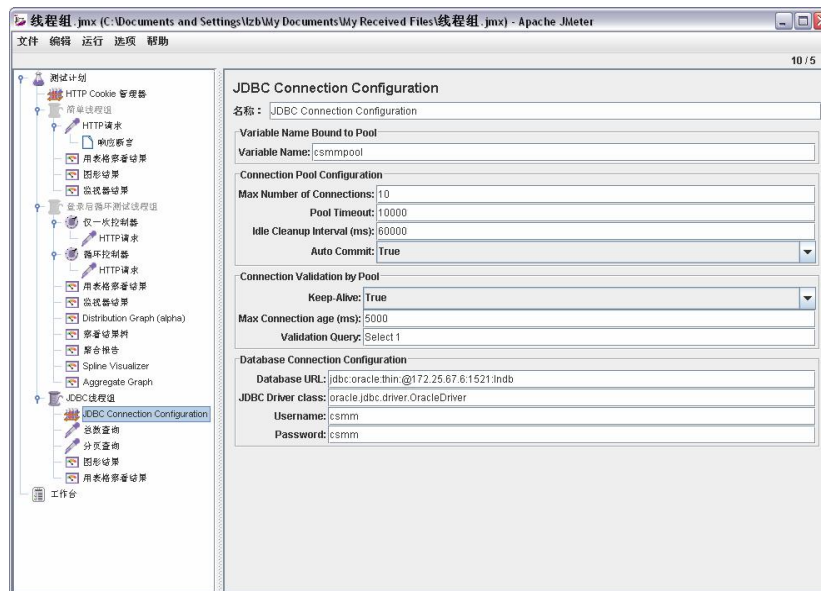 线程组.jmx (C:\Documents and Settings\lzb\My Documents\My Received Files\线程组.jmx) - Apache JMeter
文件 编辑 运行 选项 帮助
10 / 5
测试计划
HTTP Cookie 管理器
简单线程组
HTTP请求
响应断言
用表格察看结果
图形结果
监视器结果
登录后循环测试线程组
仅一次控制器
HTTP请求
循环控制器
HTTP请求
用表格察看结果
监视器结果
Distribution Graph (alpha)
察看结果树
聚合报告
Spline Visualizer
Aggregate Graph
JDBC线程组
JDBC Connection Configuration
总数查询
分页查询
图形结果
用表格察看结果
工作台
JDBC Connection Configuration
名称： JDBC Connection Configuration
Variable Name Bound to Pool
Variable Name: csmmpool
Connection Pool Configuration
Max Number of Connections: 10
Pool Timeout: 10000
Idle Cleanup Interval (ms): 60000
Auto Commit: True
Connection Validation by Pool
Keep-Alive: True
Max Connection age (ms): 5000
Validation Query: Select 1
Database Connection Configuration
Database URL: jdbc:oracle:thin:@172.25.67.6:1521:lndb
JDBC Driver class: oracle.jdbc.driver.OracleDriver
Username: csmm
Password: csmm